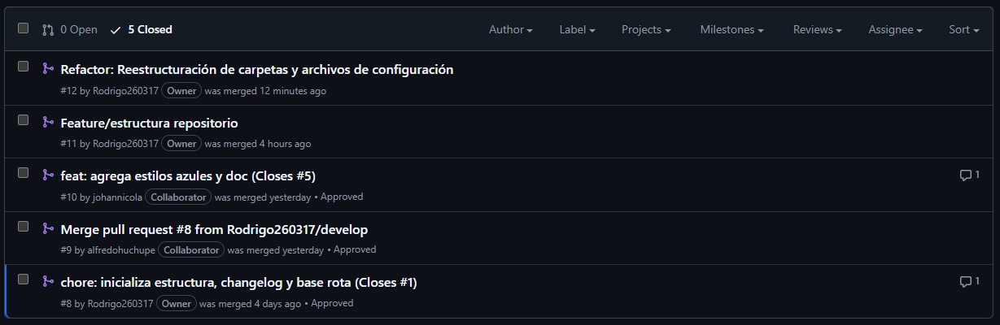 0 Open 5 Closed Author Label Projects Milestones Reviews Assignee Sort
Refactor: Reestructuración de carpetas y archivos de configuración
#12 by Rodrigo260317 Owner was merged 12 minutes ago
Feature/estructura repositorio
#11 by Rodrigo260317 Owner was merged 4 hours ago
feat: agrega estilos azules y doc (Closes #5) 1
#10 by johannicola Collaborator was merged yesterday • Approved
Merge pull request #8 from Rodrigo260317/develop
#9 by alfredohuchupe Collaborator was merged yesterday • Approved
chore: inicializa estructura, changelog y base rota (Closes #1) 1
#8 by Rodrigo260317 Owner was merged 4 days ago • Approved